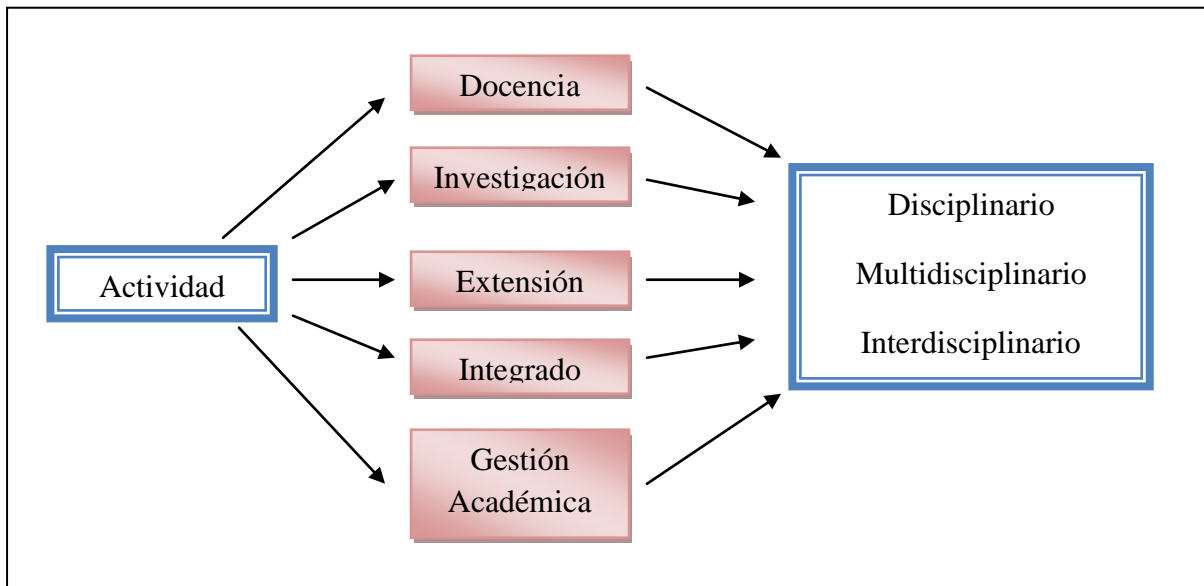 Actividad
Docencia
Investigación
Extensión
Integrado
Gestión
Académica
Disciplinario
Multidisciplinario
Interdisciplinario